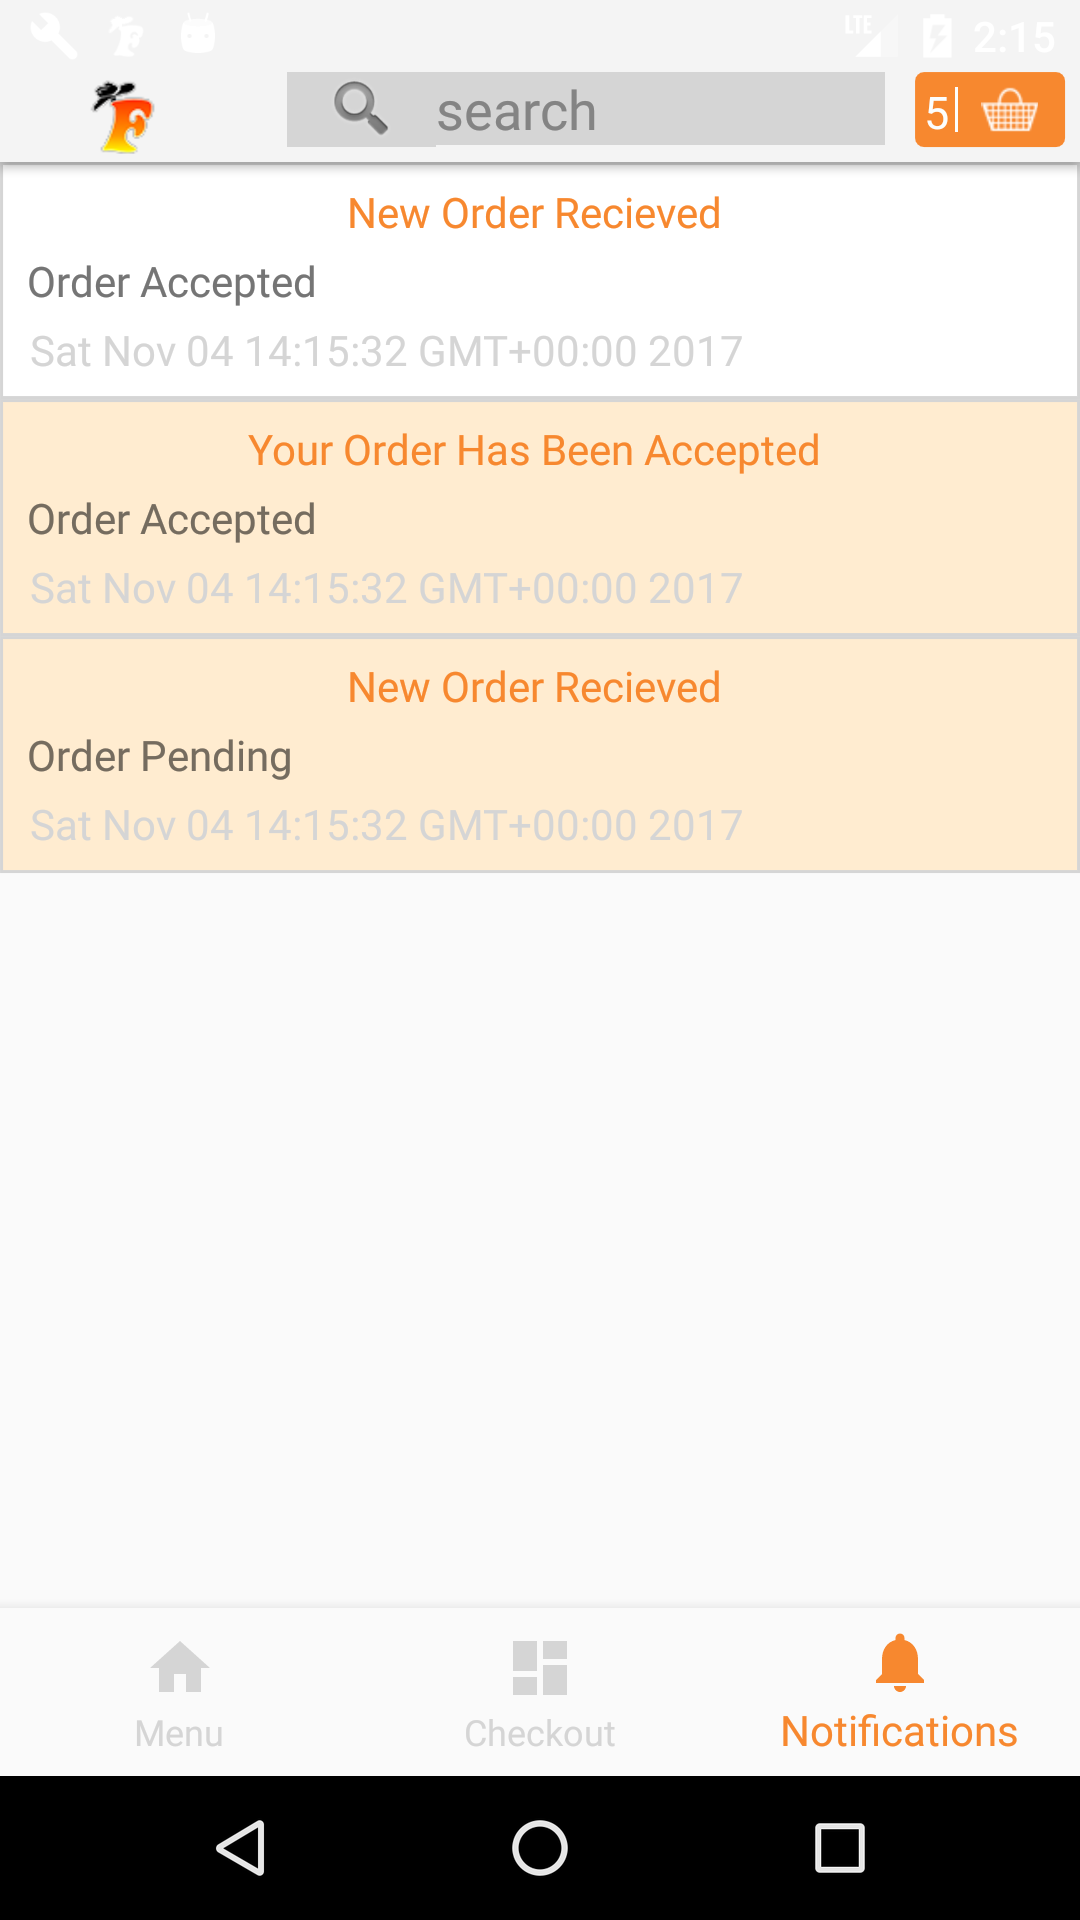 LTE 2:15
F search 5
New Order Recieved
Order Accepted
Sat Nov 04 14:15:32 GMT+00:00 2017
Your Order Has Been Accepted
Order Accepted
Sat Nov 04 14:15:32 GMT+00:00 2017
New Order Recieved
Order Pending
Sat Nov 04 14:15:32 GMT+00:00 2017
Menu Checkout Notifications